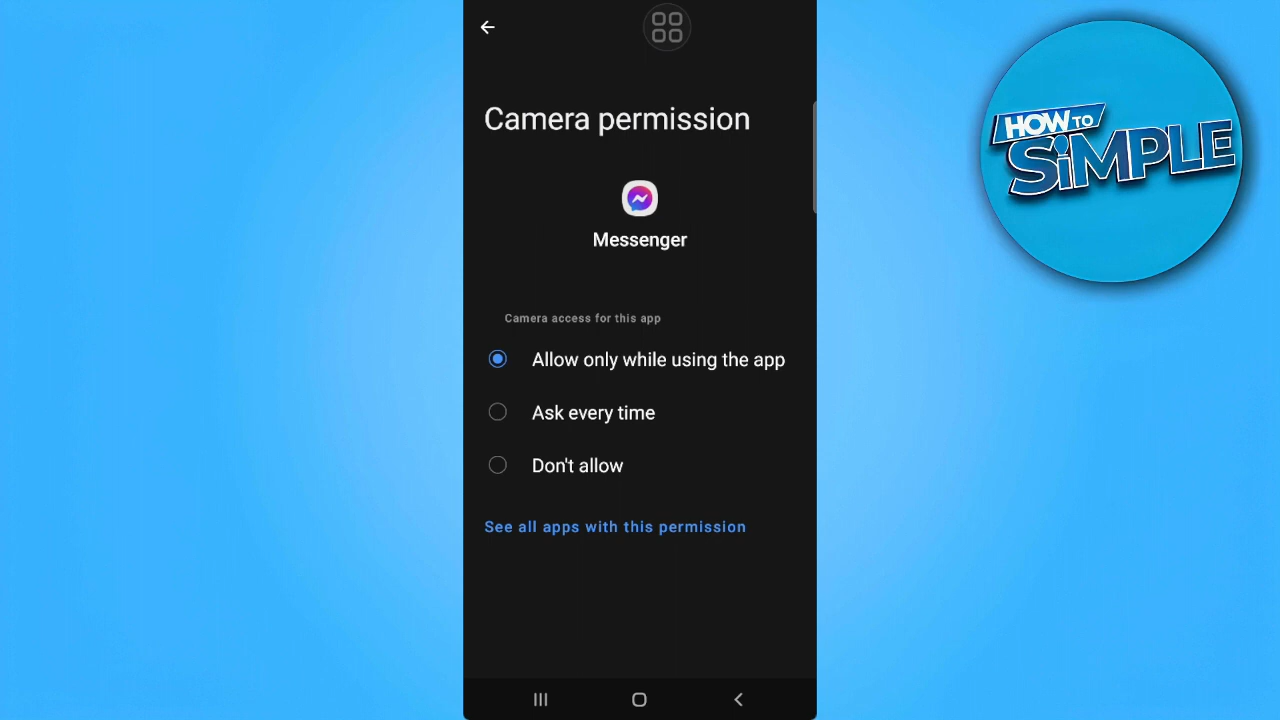 Camera permission
Messenger
Camera access for this app
Allow only while using the app
Ask every time
Don't allow
See all apps with this permission
HOW TO
SiMPLE